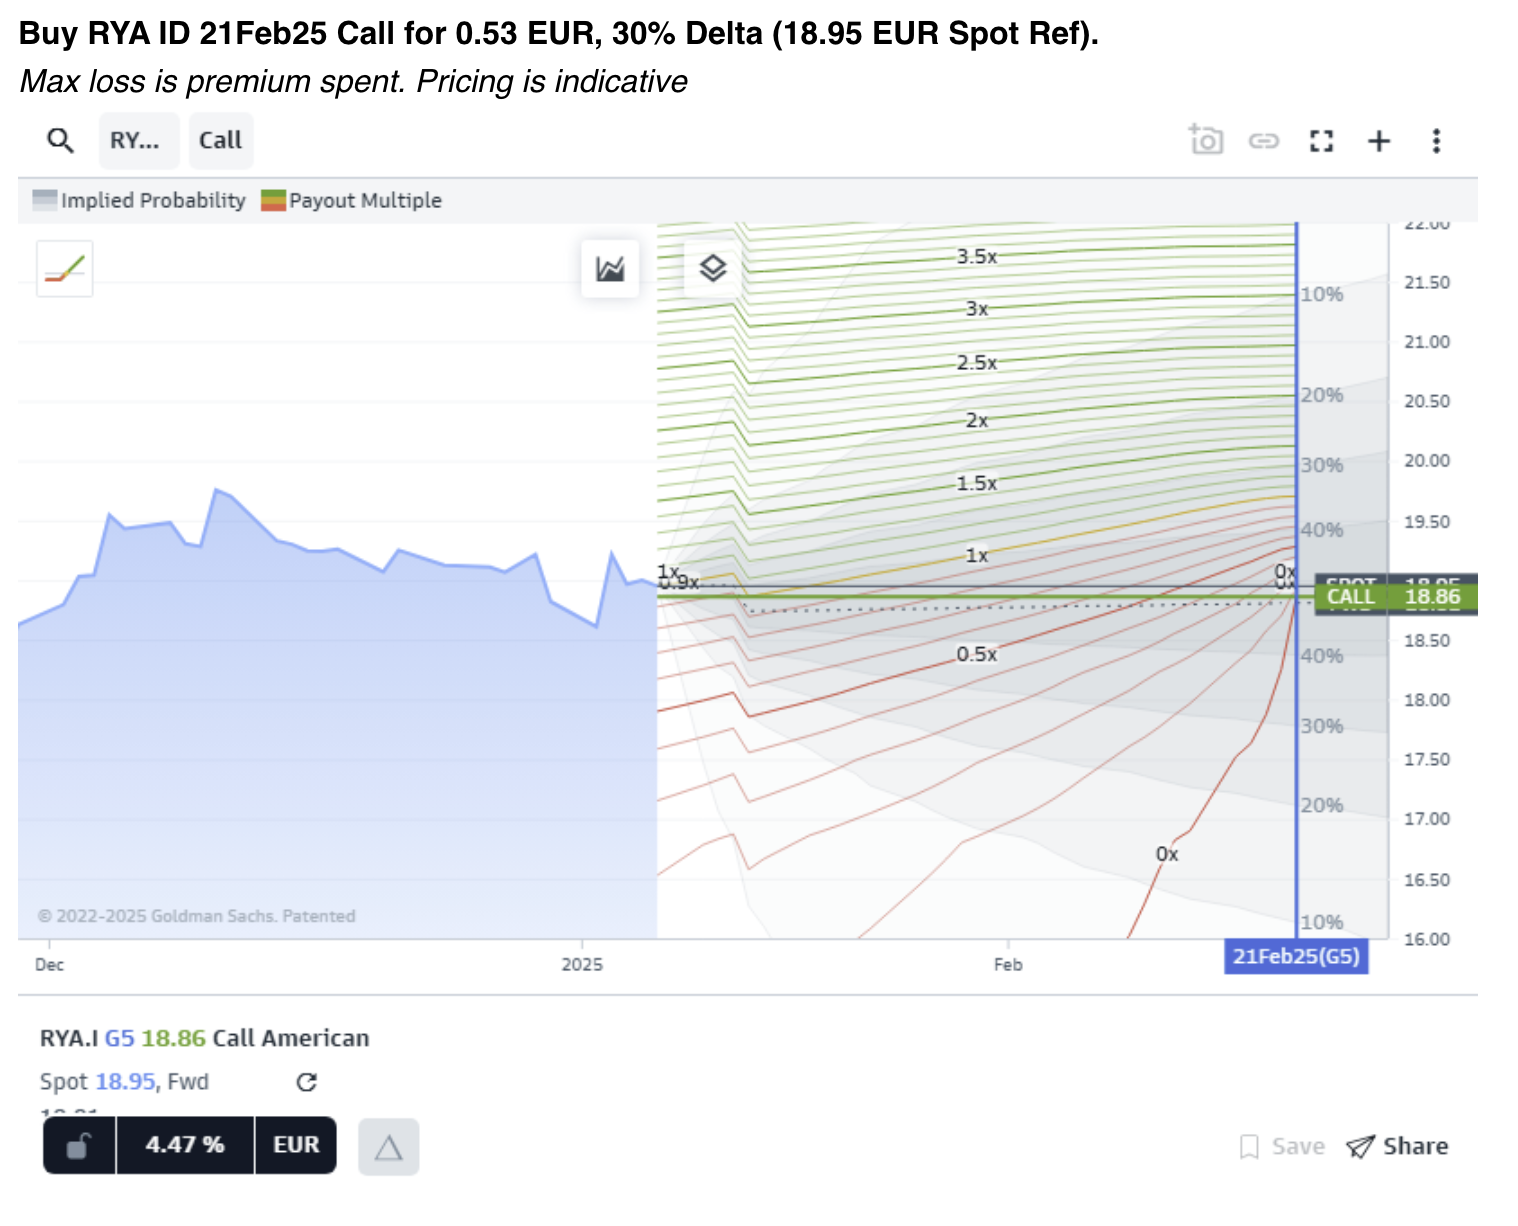 Buy RYA ID 21Feb25 Call for 0.53 EUR, 30% Delta (18.95 EUR Spot Ref).
Max loss is premium spent. Pricing is indicative
RY... Call
Implied Probability Payout Multiple
22.00
3.5x
21.50
10%
3x
21.00
2.5x
20%
20.50
2x
30%
20.00
1.5x
19.50
40%
1x
1x
0x
0.9x
SPOT 18.95
CALL 18.86
18.50
0.5x
40%
18.00
30%
17.50
20%
17.00
0x
16.50
© 2022-2025 Goldman Sachs. Patented
10%
16.00
Dec 2025 Feb 21Feb25(G5)
RYA.I G5 18.86 Call American
Spot 18.95, Fwd
4.47 % EUR
Save Share